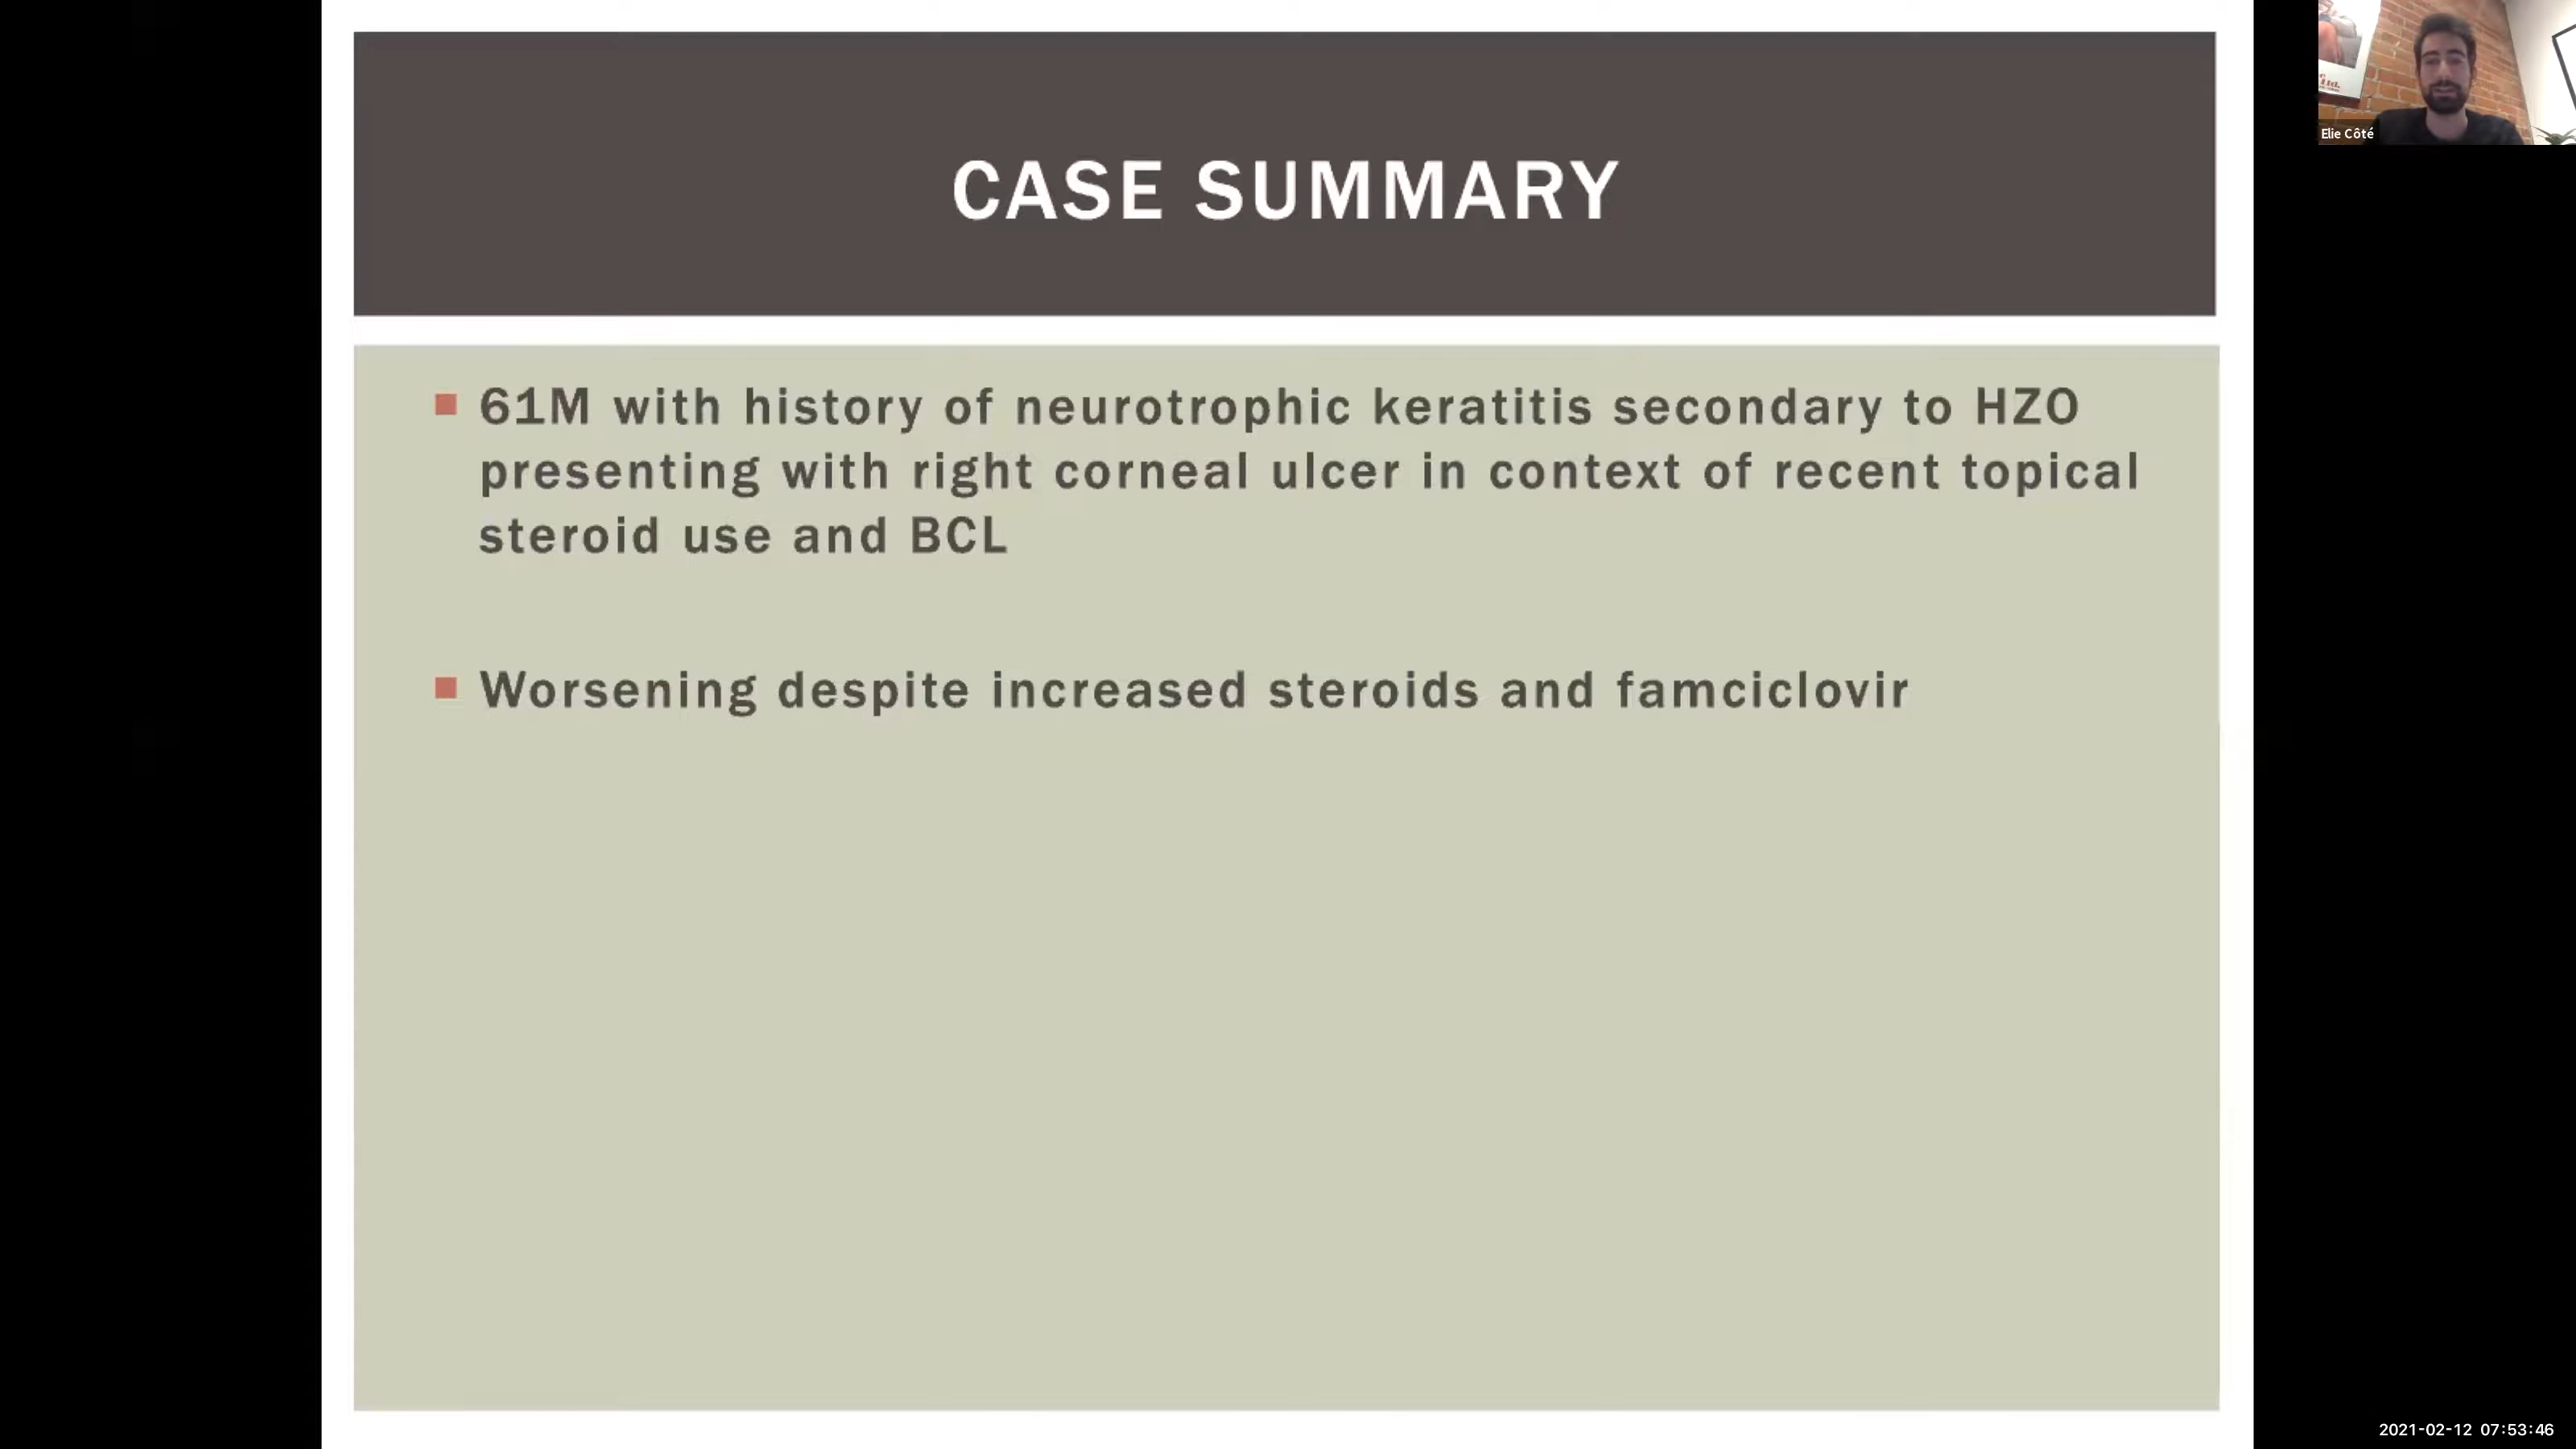 CASE SUMMARY
61M with history of neurotrophic keratitis secondary to HZO
presenting with right corneal ulcer in context of recent topical
steroid use and BCL
Worsening despite increased steroids and famciclovir
Elie Côté
2021-02-12 07:53:46